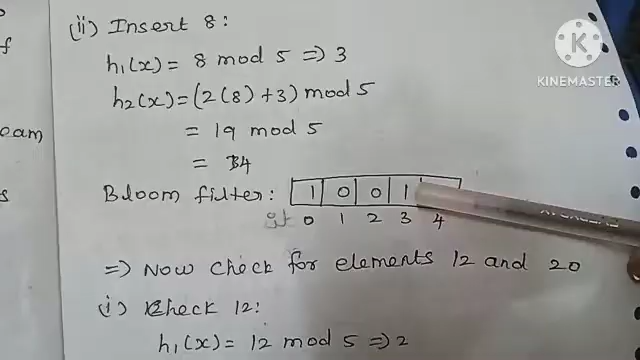 (ii) Insert 8:
h₁(x) = 8 mod 5 => 3
h₂(x) = (2(8) + 3) mod 5
= 19 mod 5
= 4
Bloom filter: 1 0 0 1
0 1 2 3 4
=> Now check for elements 12 and 20
(i) Check 12:
h₁(x) = 12 mod 5 => 2
K
KINEMASTER